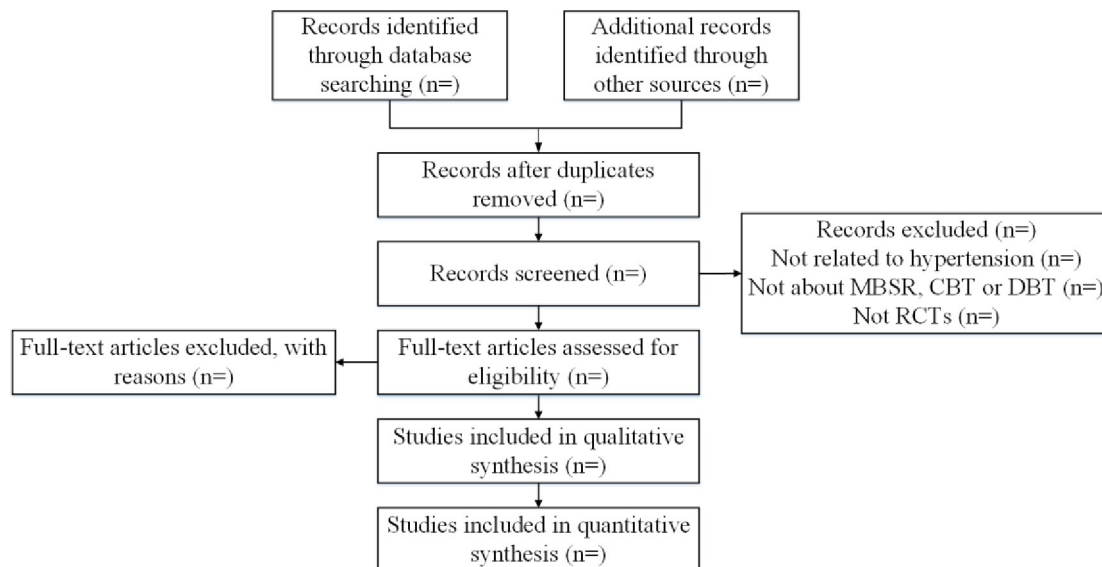 Records identified
through database
searching (n=)
Additional records
identified through
other sources (n=)
Records after duplicates
removed (n=)
Records screened (n=)
Records excluded (n=)
Not related to hypertension (n=)
Not about MBSR, CBT or DBT (n=)
Not RCTs (n=)
Full-text articles excluded, with
reasons (n=)
Full-text articles assessed for
eligibility (n=)
Studies included in qualitative
synthesis (n=)
Studies included in quantitative
synthesis (n=)